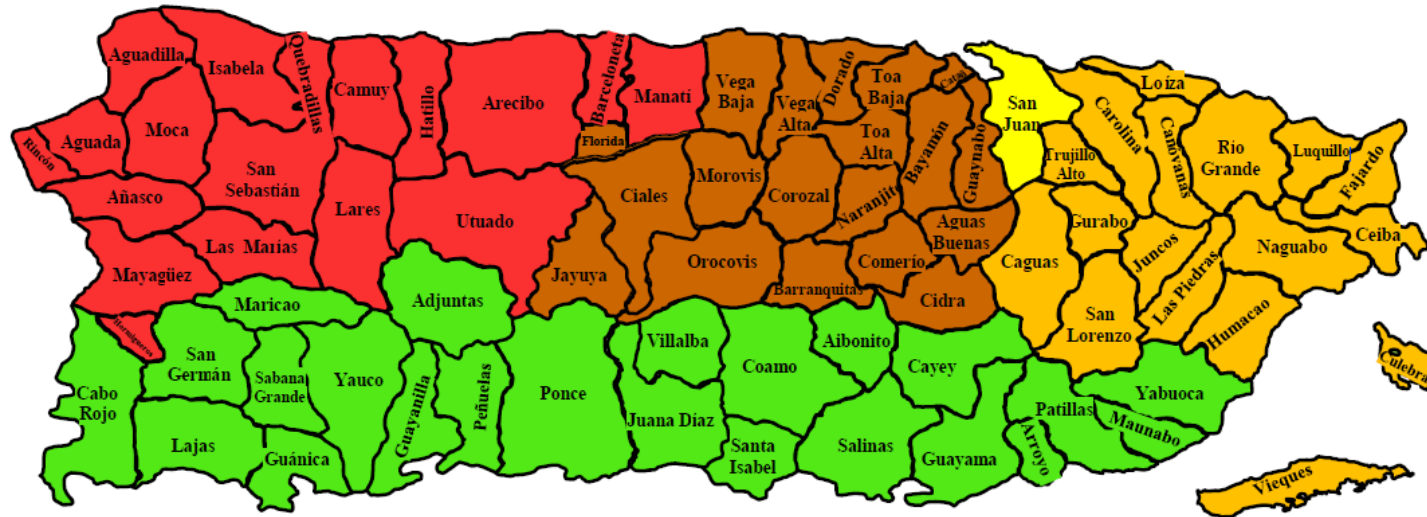 Aguadilla
Isabela
Quebradillas
Camuy
Hatillo
Arecibo
Barceloneta
Manatí
Vega
Baja
Vega
Alta
Dorado
Toa
Baja
Cataño
San
Juan
Carolina
Loíza
Canovanas
Rio
Grande
Luquillo
Fajardo
Rincón
Aguada
Moca
San
Sebastián
Florida
Toa
Alta
Bayamón
Guaynabo
Trujillo
Alto
Añasco
Lares
Utuado
Ciales
Morovis
Corozal
Naranjito
Aguas
Buenas
Gurabo
Ceiba
Naguabo
Mayagüez
Las Marías
Jayuya
Orocovis
Barranquitas
Comerío
Cidra
Caguas
Juncos
Las Piedras
Humacao
San
Lorenzo
Hormigueros
Maricao
Adjuntas
Villalba
Coamo
Aibonito
Cayey
Culebra
Cabo
Rojo
San
Germán
Sabana
Grande
Yauco
Guayanilla
Peñuelas
Ponce
Juana Díaz
Patillas
Yabuoca
Maunabo
Lajas
Guánica
Santa
Isabel
Salinas
Guayama
Arroyo
Vieques